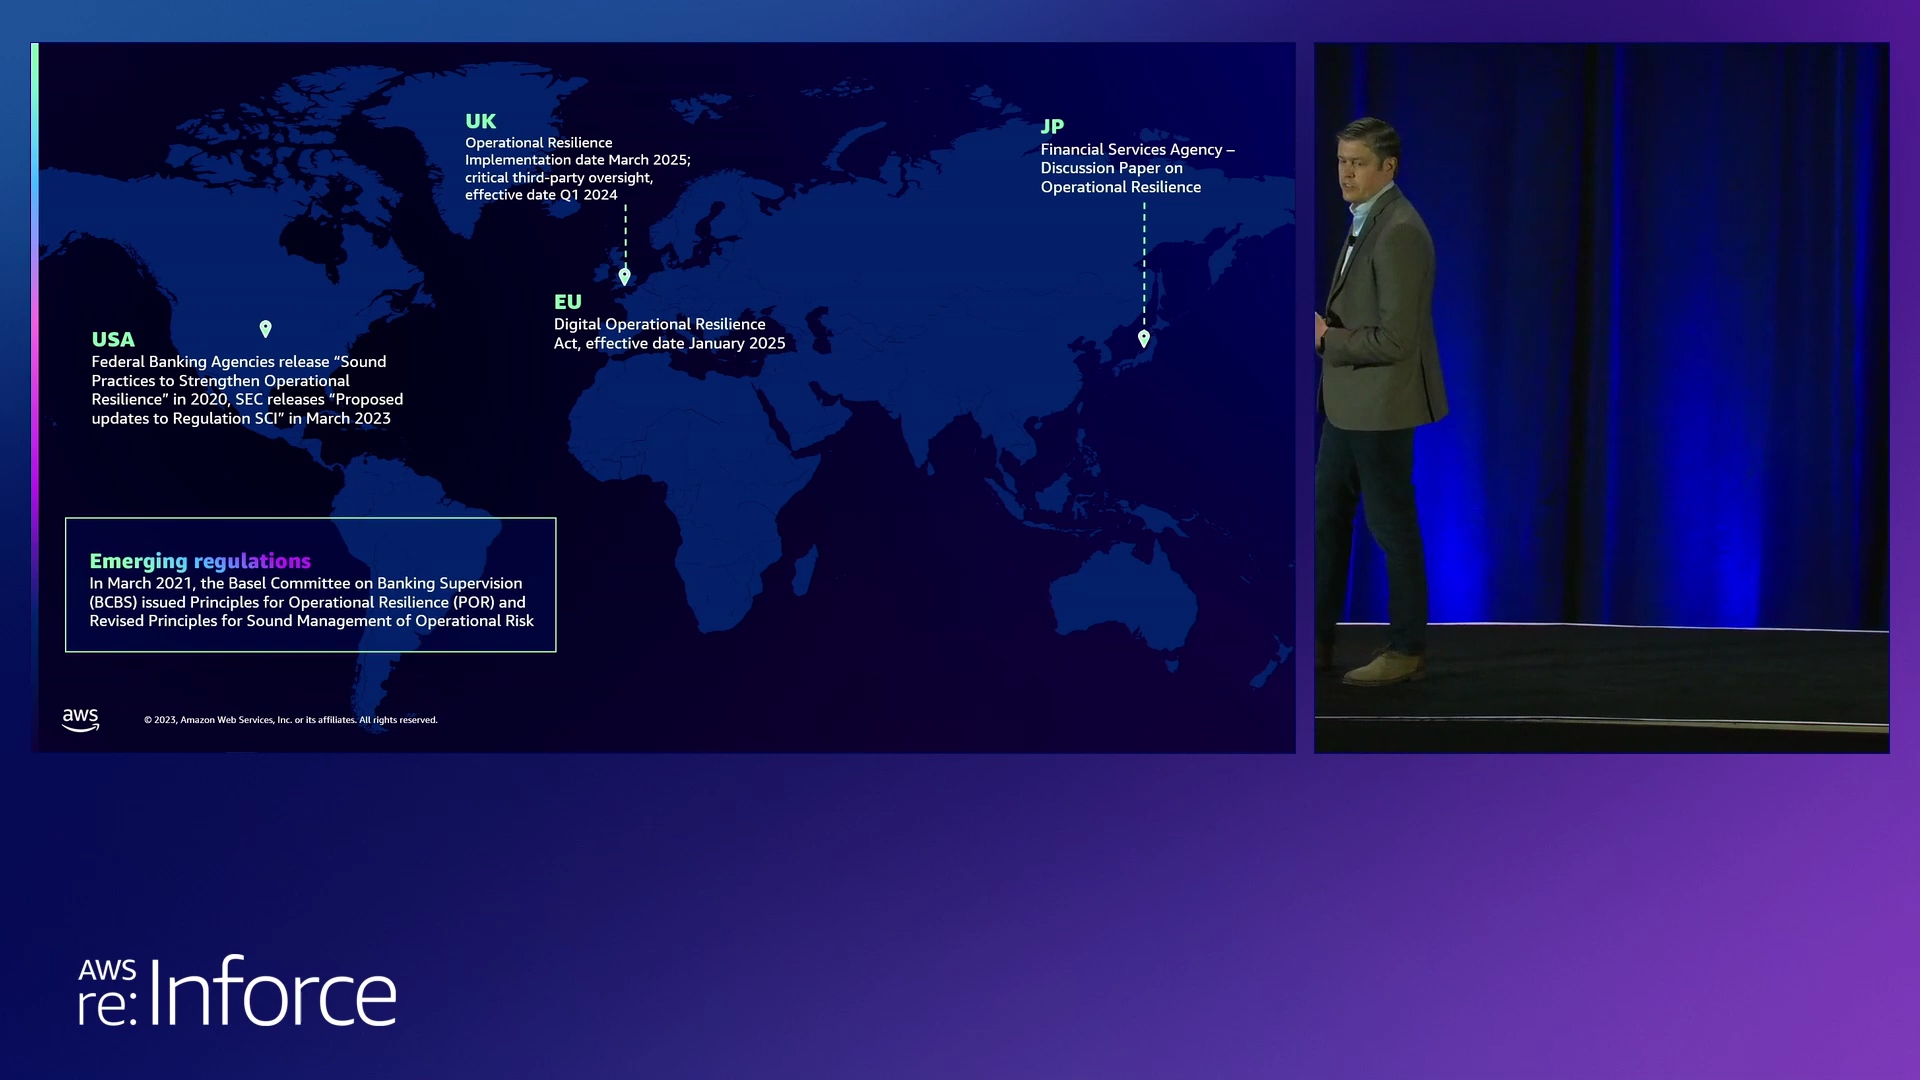 UK
Operational Resilience
Implementation date March 2025;
critical third-party oversight,
effective date Q1 2024
JP
Financial Services Agency –
Discussion Paper on
Operational Resilience
EU
Digital Operational Resilience
Act, effective date January 2025
USA
Federal Banking Agencies release “Sound
Practices to Strengthen Operational
Resilience” in 2020, SEC releases “Proposed
updates to Regulation SCI” in March 2023
Emerging regulations
In March 2021, the Basel Committee on Banking Supervision
(BCBS) issued Principles for Operational Resilience (POR) and
Revised Principles for Sound Management of Operational Risk
aws
© 2023, Amazon Web Services, Inc. or its affiliates. All rights reserved.
AWS
re:Inforce